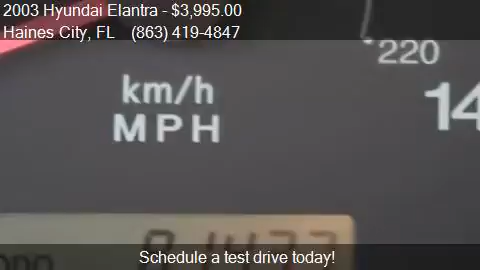 2003 Hyundai Elantra - $3,995.00
Haines City, FL (863) 419-4847
220
km/h
MPH
14
Schedule a test drive today!